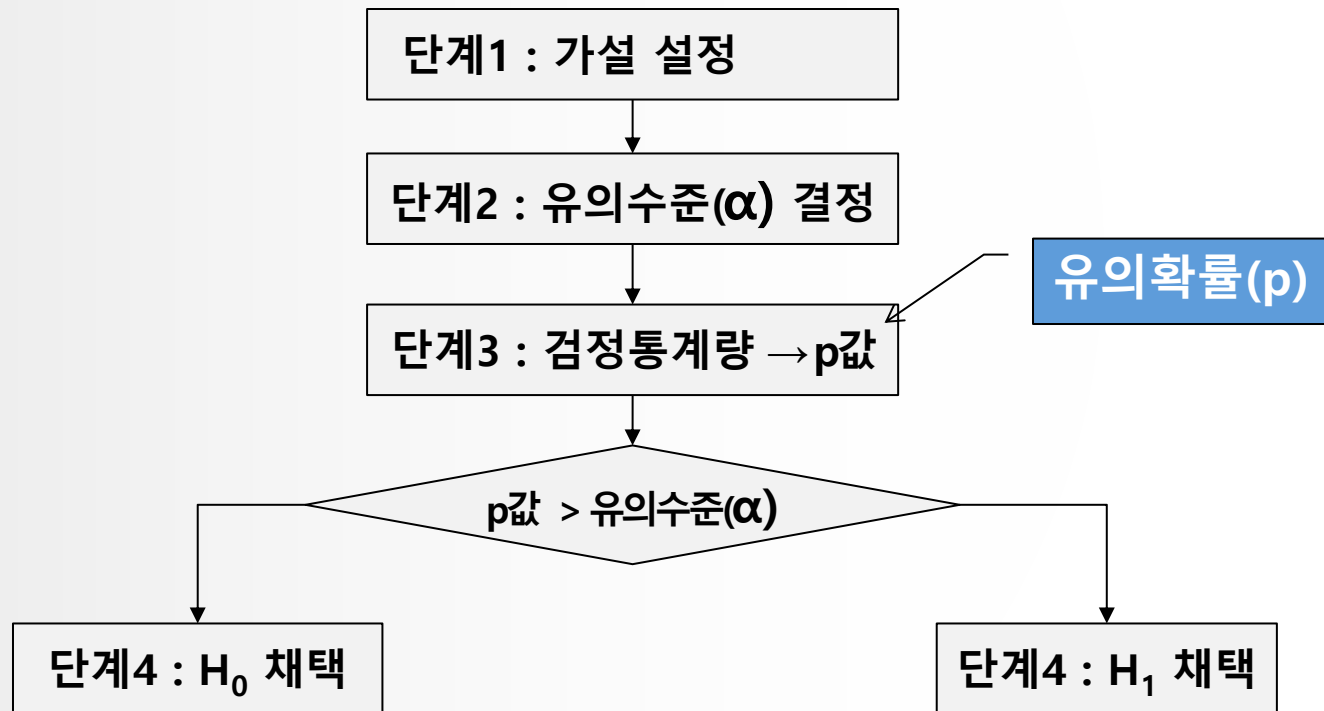 단계1 : 가설 설정
단계2 : 유의수준(α) 결정
유의확률(p)
단계3 : 검정통계량 →p값
p값 > 유의수준(α)
단계4 : H₀ 채택
단계4 : H₁ 채택